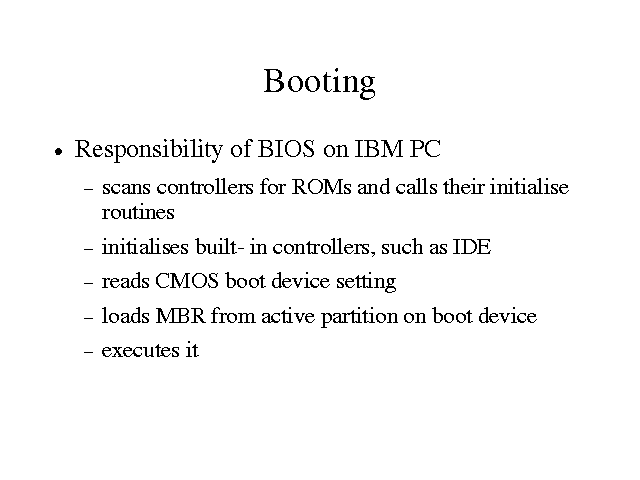 Booting
• Responsibility of BIOS on IBM PC
– scans controllers for ROMs and calls their initialise
routines
– initialises built- in controllers, such as IDE
– reads CMOS boot device setting
– loads MBR from active partition on boot device
– executes it